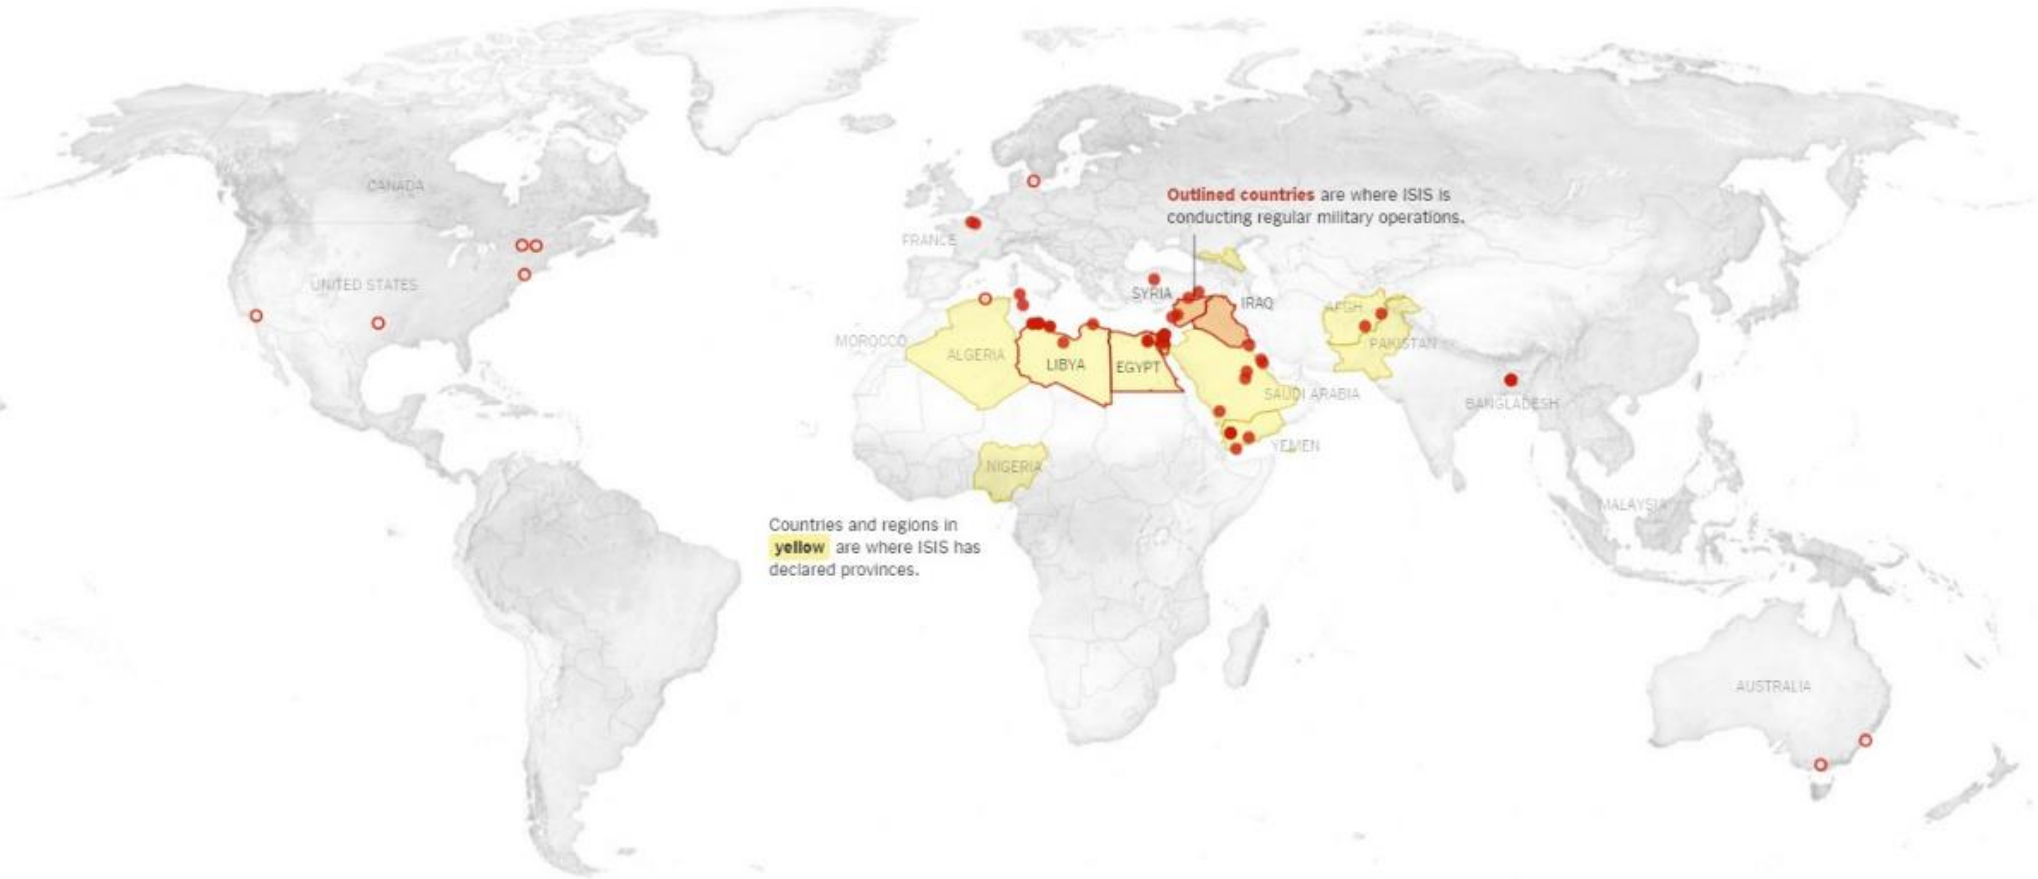 CANADA
Outlined countries are where ISIS is
conducting regular military operations.
FRANCE
UNITED STATES
SYRIA
IRAQ
AFGH.
MOROCCO
ALGERIA
LIBYA
EGYPT
PAKISTAN
SAUDI ARABIA
BANGLADESH
YEMEN
NIGERIA
MALAYSIA
Countries and regions in
yellow are where ISIS has
declared provinces.
AUSTRALIA